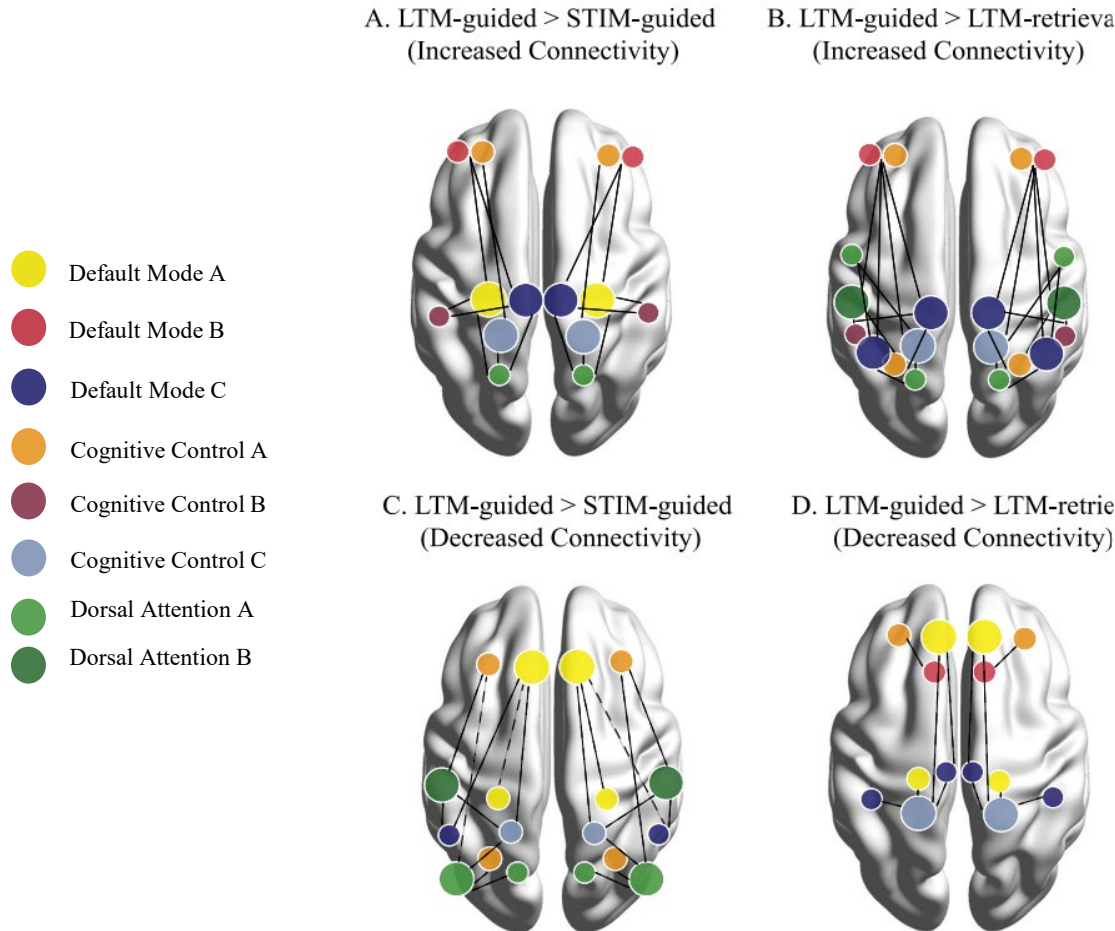 A. LTM-guided > STIM-guided
(Increased Connectivity)
B. LTM-guided > LTM-retrieva
(Increased Connectivity)
Default Mode A
Default Mode B
Default Mode C
Cognitive Control A
Cognitive Control B
Cognitive Control C
Dorsal Attention A
Dorsal Attention B
C. LTM-guided > STIM-guided
(Decreased Connectivity)
D. LTM-guided > LTM-retrie
(Decreased Connectivity)